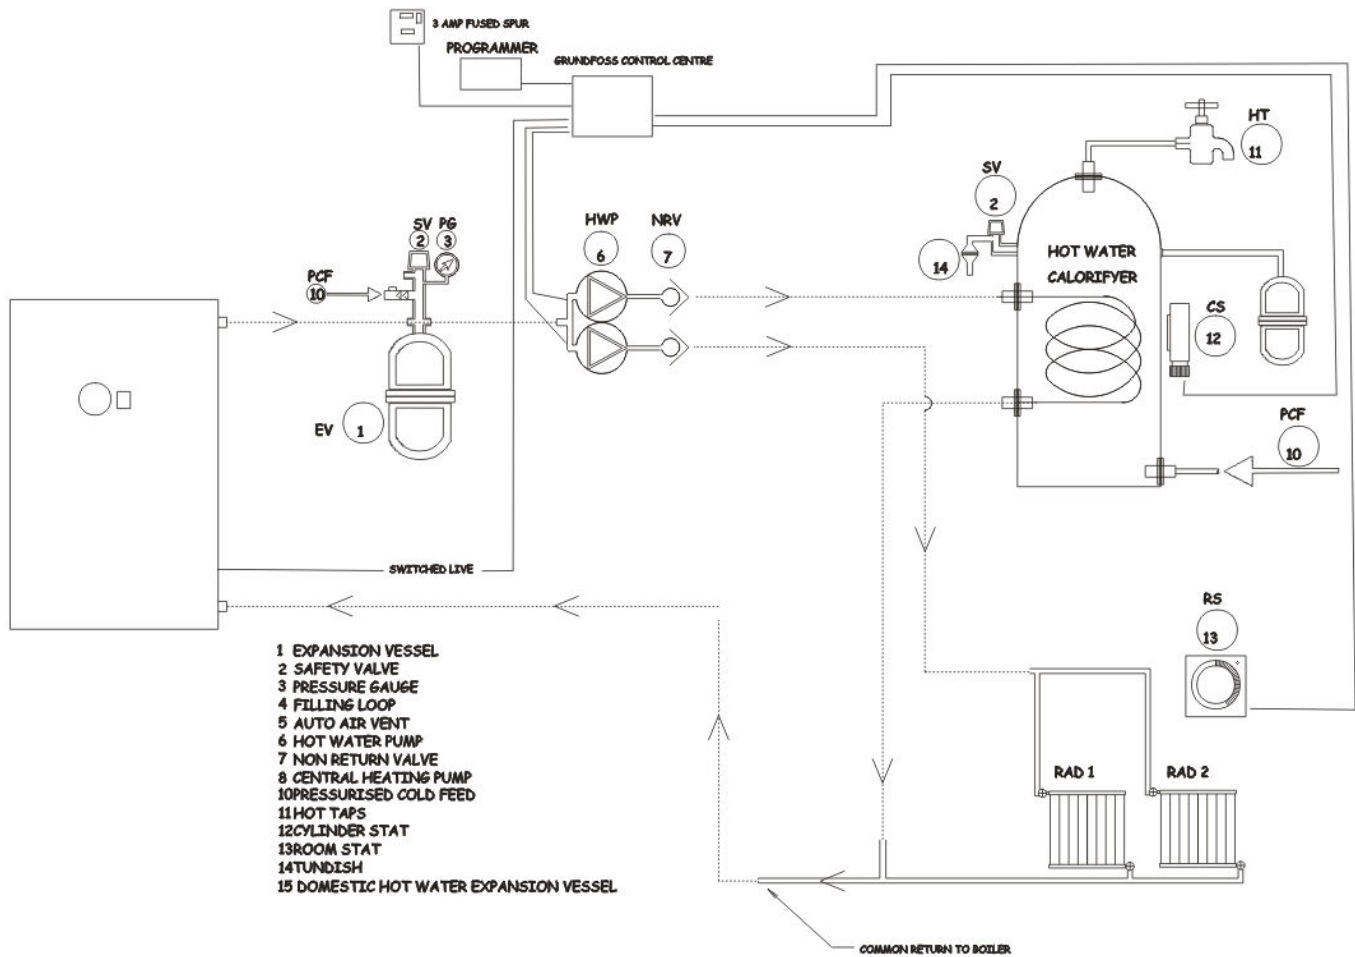 3 AMP FUSED SPUR
PROGRAMMER
GRUNDFOSS CONTROL CENTRE
HT
11
SV
2
HWP
6
NRV
7
SV PG
2 3
14
HOT WATER
CALORIFYER
PCF
10
CS
12
EV 1
PCF
10
SWITCHED LIVE
RS
13
1 EXPANSION VESSEL
2 SAFETY VALVE
3 PRESSURE GAUGE
4 FILLING LOOP
5 AUTO AIR VENT
6 HOT WATER PUMP
7 NON RETURN VALVE
8 CENTRAL HEATING PUMP
10PRESSURISED COLD FEED
11HOT TAPS
12CYLINDER STAT
13ROOM STAT
14TUNDISH
15 DOMESTIC HOT WATER EXPANSION VESSEL
RAD 1
RAD 2
COMMON RETURN TO BOILER